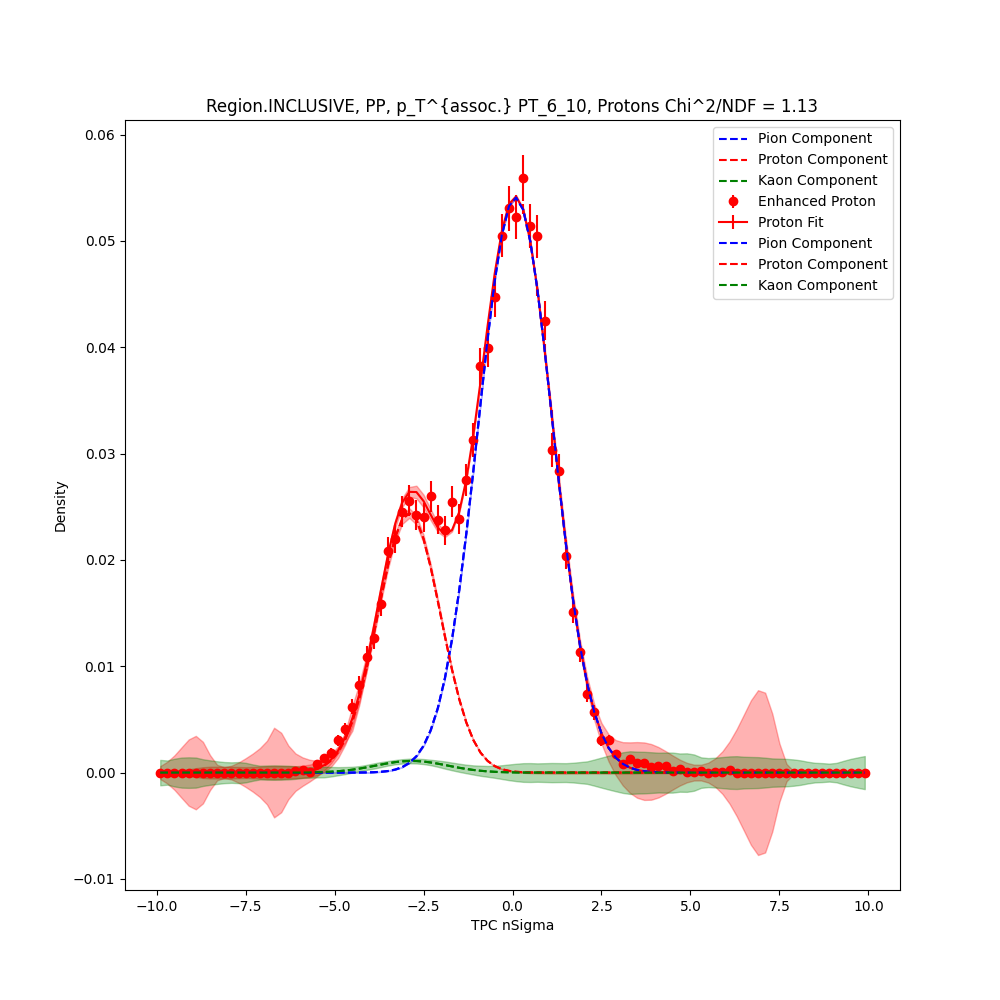 Region.INCLUSIVE, PP, p_T^{assoc.} PT_6_10, Protons Chi^2/NDF = 1.13
Pion Component
Proton Component
Kaon Component
Enhanced Proton
Proton Fit
Pion Component
Proton Component
Kaon Component
0.06
0.05
0.04
0.03
0.02
0.01
0.00
−0.01
Density
−10.0 −7.5 −5.0 −2.5 0.0 2.5 5.0 7.5 10.0
TPC nSigma